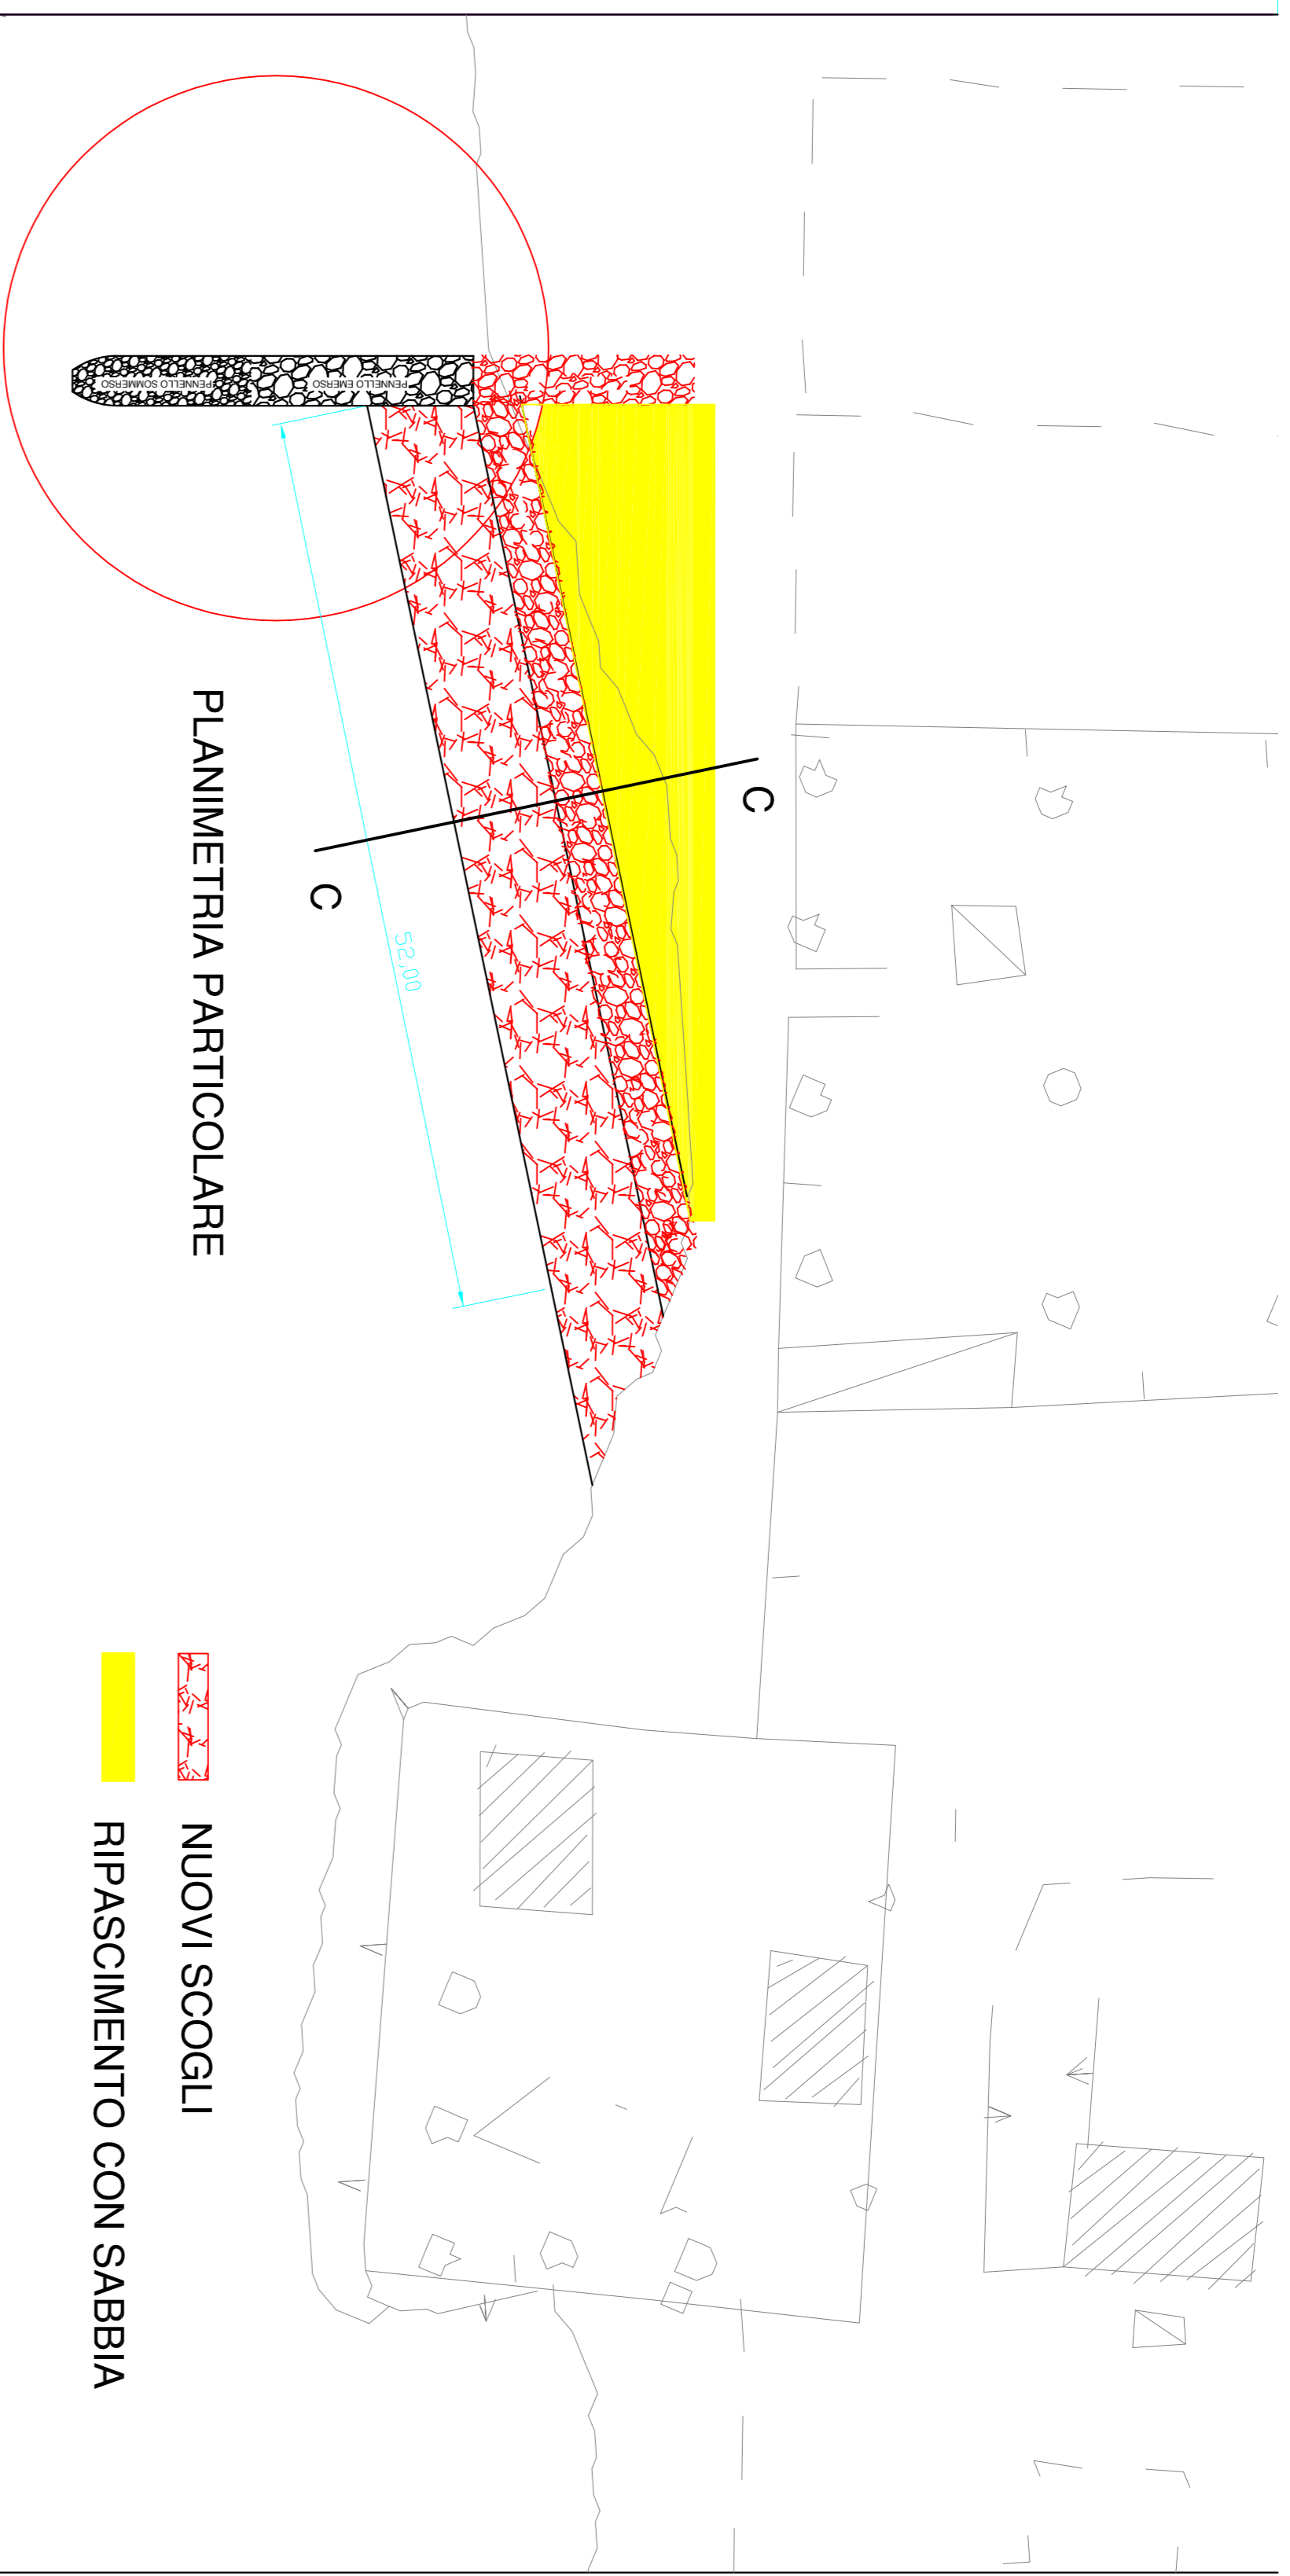 C
C
52,00
PENNELLO EMERSO
PENNELLO SOMMERSO
PLANIMETRIA PARTICOLARE
NUOVI SCOGLI
RIPASCIMENTO CON SABBIA